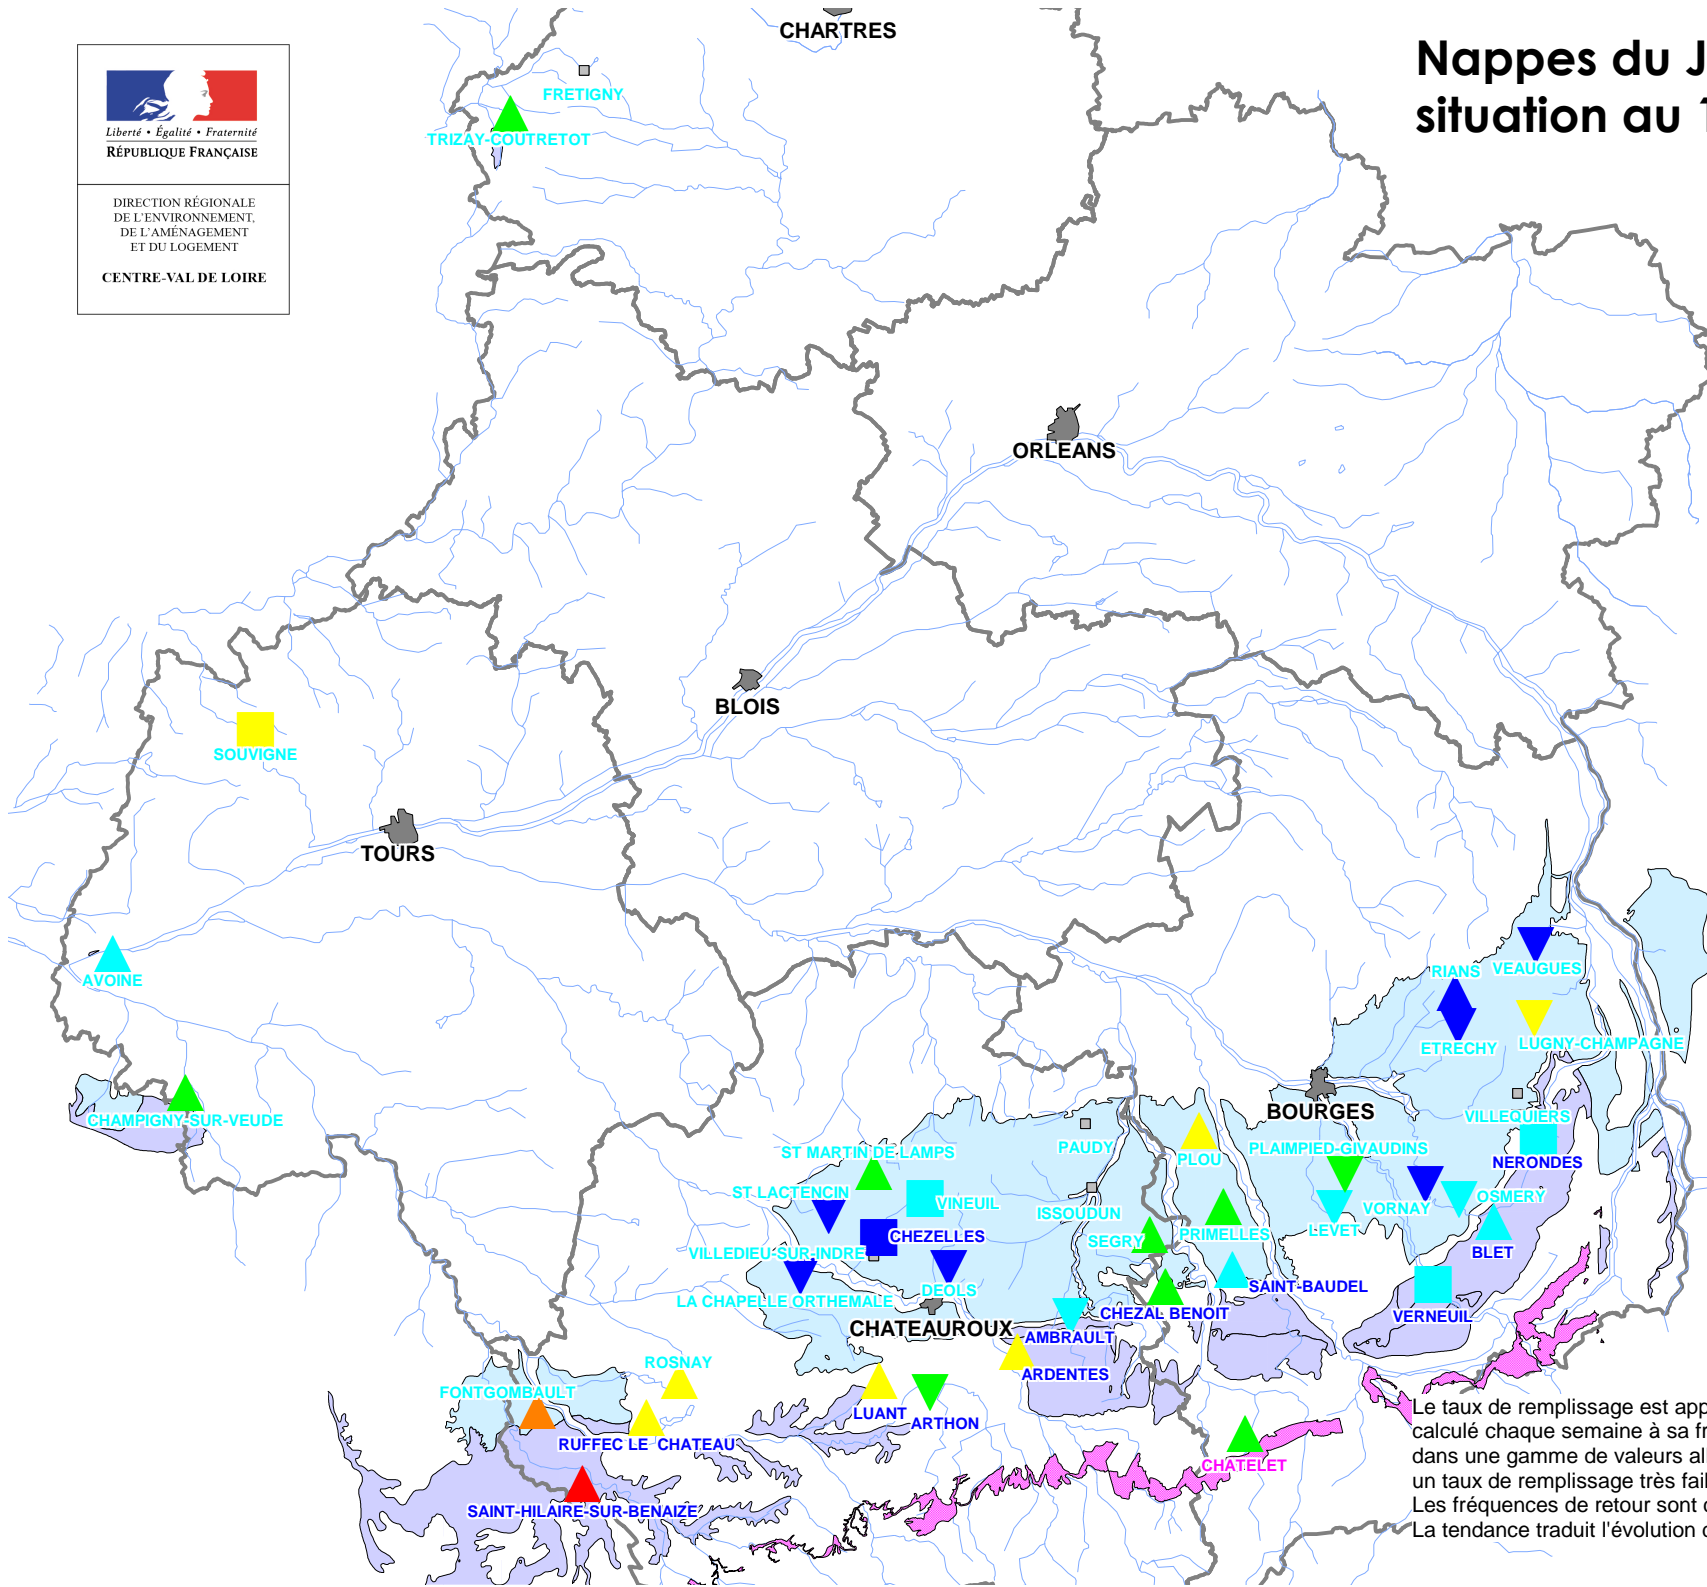 CHARTRES
Nappes du J
situation au 1
FRETIGNY
TRIZAY-COUTRETOT
Liberté • Égalité • Fraternité
RÉPUBLIQUE FRANÇAISE
DIRECTION RÉGIONALE
DE L'ENVIRONNEMENT,
DE L'AMÉNAGEMENT
ET DU LOGEMENT
CENTRE-VAL DE LOIRE
ORLEANS
BLOIS
SOUVIGNE
TOURS
AVOINE
RIANS
VEAUGUES
ETRECHY
LUGNY-CHAMPAGNE
CHAMPIGNY-SUR-VEUDE
BOURGES
VILLEQUIERS
ST MARTIN DE LAMPS
PAUDY
PLOU
PLAIMPIED-GIVAUDINS
NERONDES
ST LACTENCIN
VINEUIL
ISSOUDUN
VORNAY
OSMERY
CHEZELLES
SEGRY
PRIMELLES
LEVET
VILLEDIEU-SUR-INDRE
BLET
DEOLS
SAINT-BAUDEL
LA CHAPELLE ORTHEMALE
CHEZAL BENOIT
VERNEUIL
CHATEAUROUX
AMBRAULT
ROSNAY
ARDENTES
FONTGOMBAULT
LUANT
ARTHON
RUFFEC LE CHATEAU
CHATELET
SAINT-HILAIRE-SUR-BENAIZE
Le taux de remplissage est app
calculé chaque semaine à sa fr
dans une gamme de valeurs all
un taux de remplissage très faib
Les fréquences de retour sont
La tendance traduit l'évolution